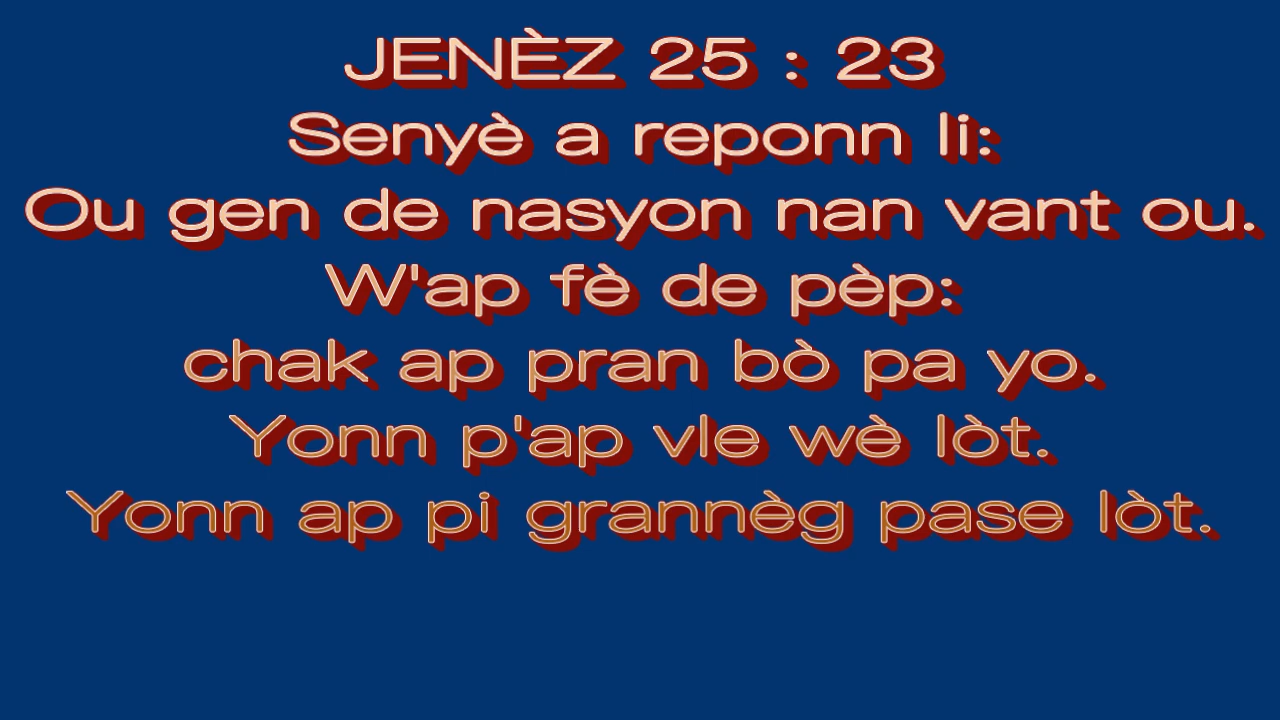 JENÈZ 25 : 23
Senyè a reponn li:
Ou gen de nasyon nan vant ou.
W'ap fè de pèp:
chak ap pran bò pa yo.
Yonn p'ap vle wè lòt.
Yonn ap pi grannèg pase lòt.